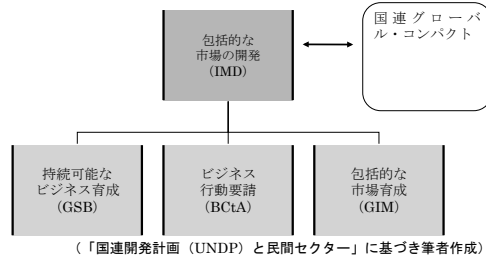 包括的な
市場の開発
(IMD)
国連グローバ
ル・コンパクト
持続可能な
ビジネス育成
(GSB)
ビジネス
行動要請
(BCtA)
包括的な
市場育成
(GIM)
(「国連開発計画（UNDP）と民間セクター」に基づき筆者作成)